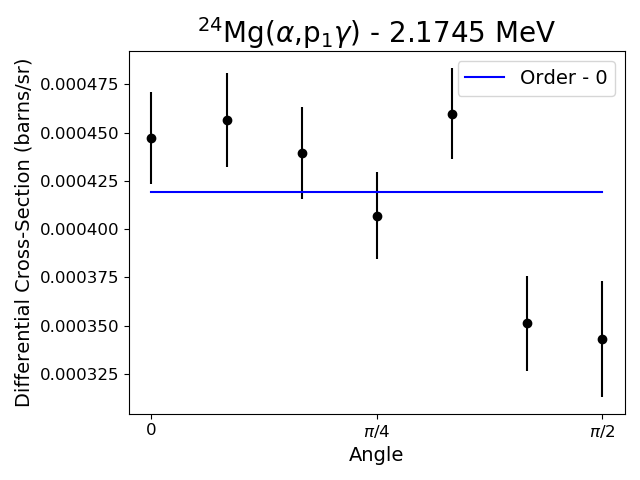 ²⁴Mg(α,p₁γ) - 2.1745 MeV
Order - 0
Differential Cross-Section (barns/sr)
0.000475
0.000450
0.000425
0.000400
0.000375
0.000350
0.000325
0 π/4 π/2
Angle